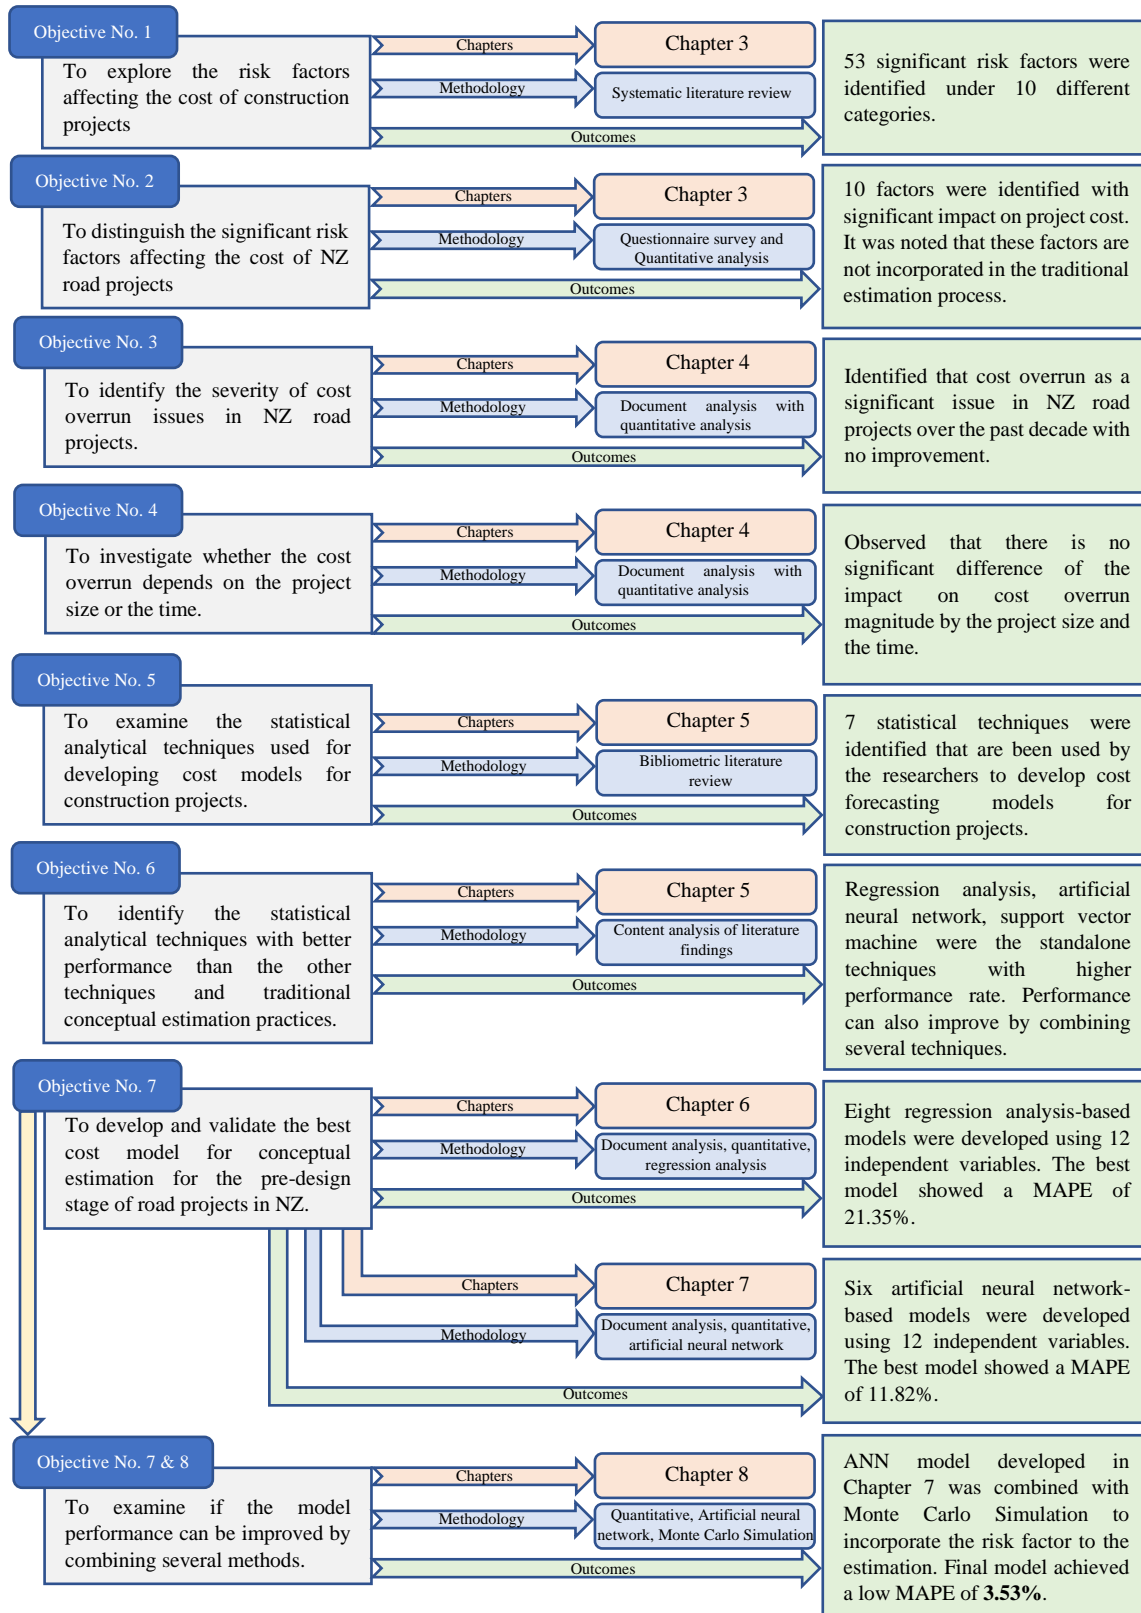 Objective No. 1
To explore the risk factors
affecting the cost of construction
projects
Chapters
Chapter 3
Methodology
Systematic literature review
Outcomes
53 significant risk factors were
identified under 10 different
categories.
Objective No. 2
To distinguish the significant risk
factors affecting the cost of NZ
road projects
Chapters
Chapter 3
Methodology
Questionnaire survey and
Quantitative analysis
Outcomes
10 factors were identified with
significant impact on project cost.
It was noted that these factors are
not incorporated in the traditional
estimation process.
Objective No. 3
To identify the severity of cost
overrun issues in NZ road
projects.
Chapters
Chapter 4
Methodology
Document analysis with
quantitative analysis
Outcomes
Identified that cost overrun as a
significant issue in NZ road
projects over the past decade with
no improvement.
Objective No. 4
To investigate whether the cost
overrun depends on the project
size or the time.
Chapters
Chapter 4
Methodology
Document analysis with
quantitative analysis
Outcomes
Observed that there is no
significant difference of the
impact on cost overrun
magnitude by the project size and
the time.
Objective No. 5
To examine the statistical
analytical techniques used for
developing cost models for
construction projects.
Chapters
Chapter 5
Methodology
Bibliometric literature
review
Outcomes
7 statistical techniques were
identified that are been used by
the researchers to develop cost
forecasting models for
construction projects.
Objective No. 6
To identify the statistical
analytical techniques with better
performance than the other
techniques and traditional
conceptual estimation practices.
Chapters
Chapter 5
Methodology
Content analysis of literature
findings
Outcomes
Regression analysis, artificial
neural network, support vector
machine were the standalone
techniques with higher
performance rate. Performance
can also improve by combining
several techniques.
Objective No. 7
To develop and validate the best
cost model for conceptual
estimation for the pre-design
stage of road projects in NZ.
Chapters
Chapter 6
Methodology
Document analysis, quantitative,
regression analysis
Outcomes
Eight regression analysis-based
models were developed using 12
independent variables. The best
model showed a MAPE of
21.35%.
Chapters
Chapter 7
Methodology
Document analysis, quantitative,
artificial neural network
Outcomes
Six artificial neural network-
based models were developed
using 12 independent variables.
The best model showed a MAPE
of 11.82%.
Objective No. 7 & 8
To examine if the model
performance can be improved by
combining several methods.
Chapters
Chapter 8
Methodology
Quantitative, Artificial neural
network, Monte Carlo Simulation
Outcomes
ANN model developed in
Chapter 7 was combined with
Monte Carlo Simulation to
incorporate the risk factor to the
estimation. Final model achieved
a low MAPE of 3.53%.